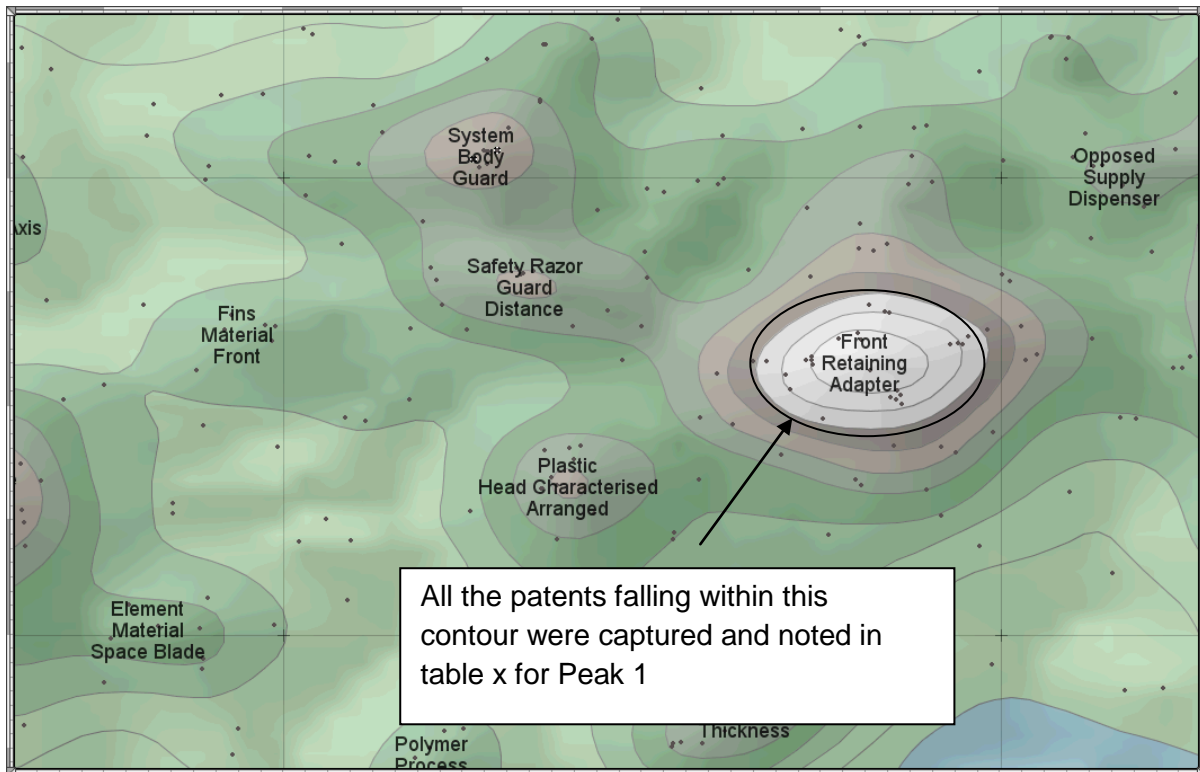 System
Body
Guard
Opposed
Supply
Dispenser
xis
Safety Razor
Guard
Distance
Fins
Material
Front
Front
Retaining
Adapter
Plastic
Head Characterised
Arranged
Element
Material
Space Blade
All the patents falling within this
contour were captured and noted in
table x for Peak 1
Thickness
Polymer
Process